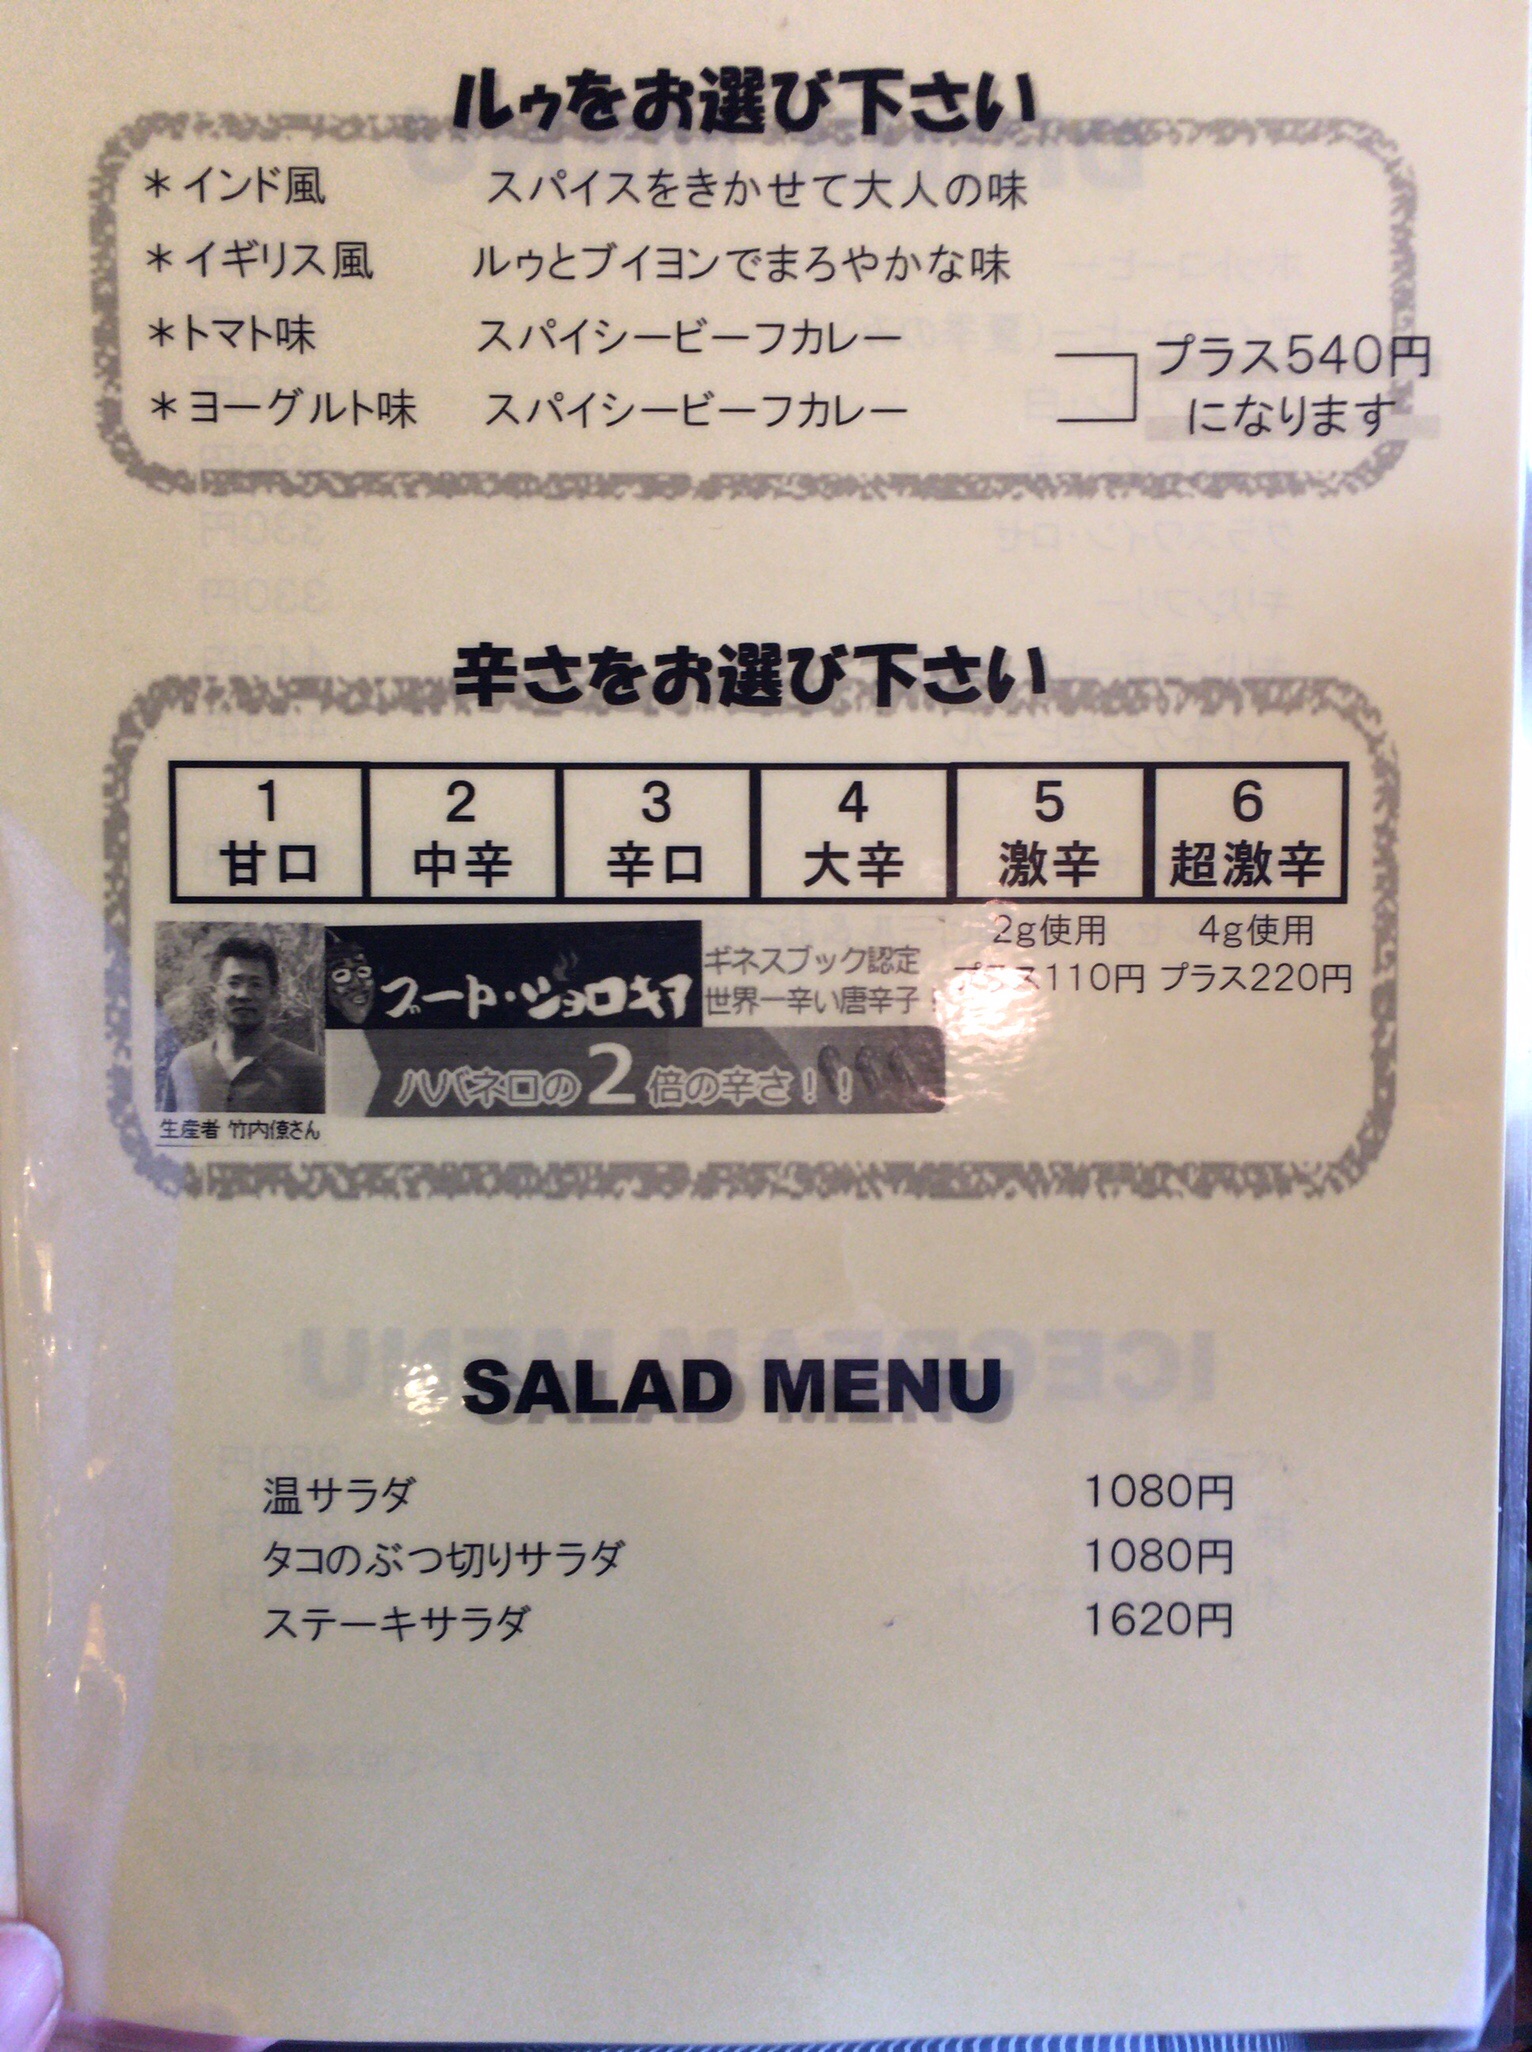 ルゥをお選び下さい
＊インド風 スパイスをきかせて大人の味
＊イギリス風 ルゥとブイヨンでまろやかな味
＊トマト味 スパイシービーフカレー
＊ヨーグルト味 スパイシービーフカレー
プラス540円
になります
辛さをお選び下さい
1 2 3 4 5 6
甘口 中辛 辛口 大辛 激辛 超激辛
2g使用 4g使用
プラス110円 プラス220円
ブート・ジョロキア
ギネスブック認定
世界一辛い唐辛子！
ハバネロの2倍の辛さ！！
生産者 竹内僚さん
SALAD MENU
温サラダ 1080円
タコのぶつ切りサラダ 1080円
ステーキサラダ 1620円